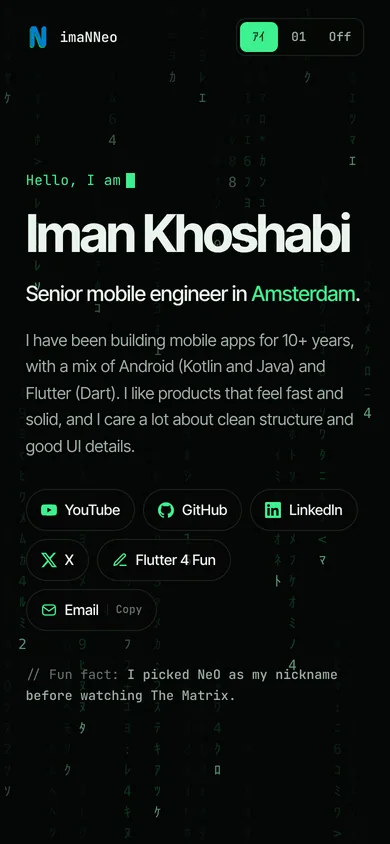 imaNNeo
ｱｲ 01 Off
Hello, I am
Iman Khoshabi
Senior mobile engineer in Amsterdam.
I have been building mobile apps for 10+ years,
with a mix of Android (Kotlin and Java) and
Flutter (Dart). I like products that feel fast and
solid, and I care a lot about clean structure and
good UI details.
YouTube GitHub LinkedIn
X Flutter 4 Fun
Email Copy
// Fun fact: I picked NeO as my nickname
before watching The Matrix.